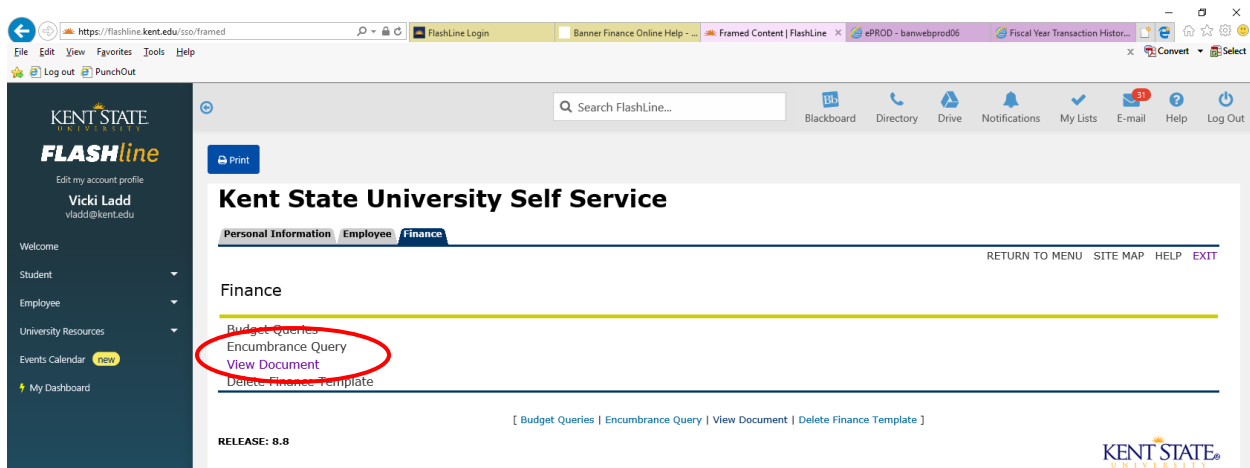 https://flashline.kent.edu/sso/framed
FlashLine Login
Banner Finance Online Help - ...
Framed Content | FlashLine
ePROD - banwebprod06
Fiscal Year Transaction Histor...
File Edit View Favorites Tools Help
x Convert Select
Log out PunchOut
KENT STATE
UNIVERSITY
FLASHline
Edit my account profile
Vicki Ladd
vladd@kent.edu
Welcome
Student
Employee
University Resources
Events Calendar new
My Dashboard
Search FlashLine...
Bb
31
Blackboard Directory Drive Notifications My Lists E-mail Help Log Out
Print
Kent State University Self Service
Personal Information Employee Finance
RETURN TO MENU SITE MAP HELP EXIT
Finance
Budget Queries
Encumbrance Query
View Document
Delete Finance Template
[ Budget Queries | Encumbrance Query | View Document | Delete Finance Template ]
RELEASE: 8.8
KENT STATE®
UNIVERSITY